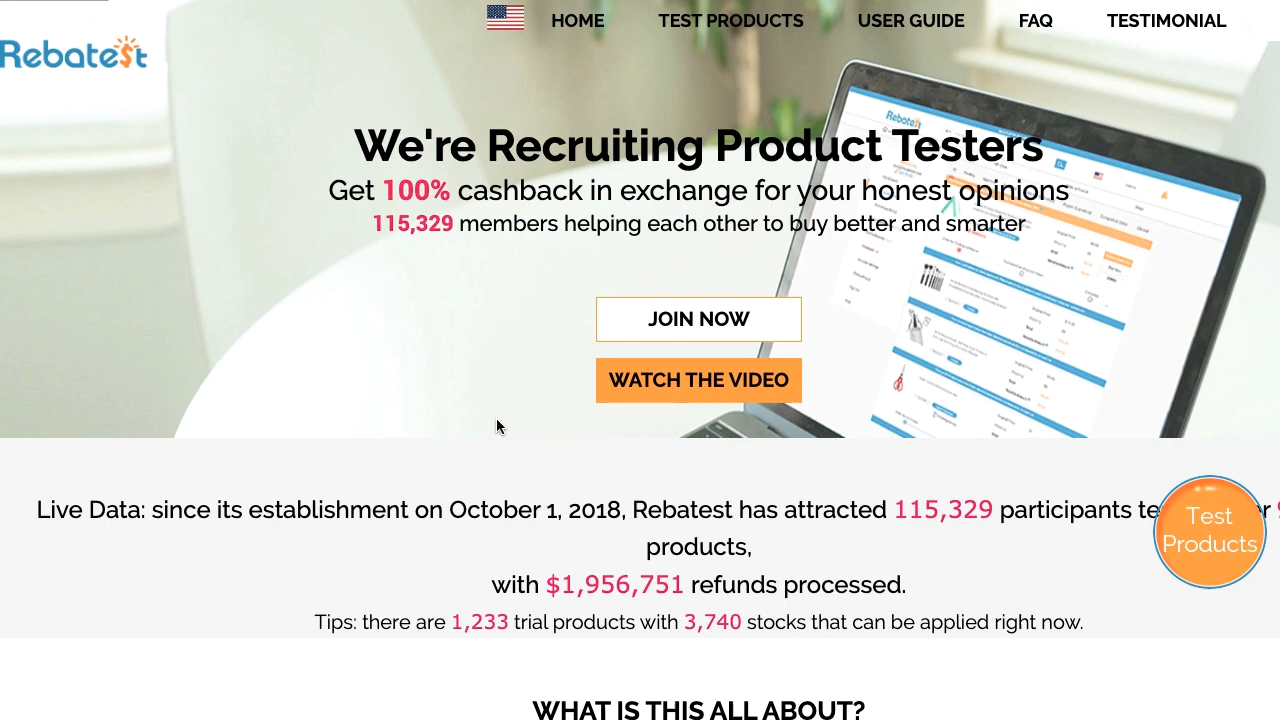 HOME TEST PRODUCTS USER GUIDE FAQ TESTIMONIAL
Rebatest
Rebatest
We're Recruiting Product Testers
Get 100% cashback in exchange for your honest opinions
115,329 members helping each other to buy better and smarter
JOIN NOW
WATCH THE VIDEO
Live Data: since its establishment on October 1, 2018, Rebatest has attracted 115,329 participants
products,
with $1,956,751 refunds processed.
Test
Products
Tips: there are 1,233 trial products with 3,740 stocks that can be applied right now.
WHAT IS THIS ALL ABOUT?